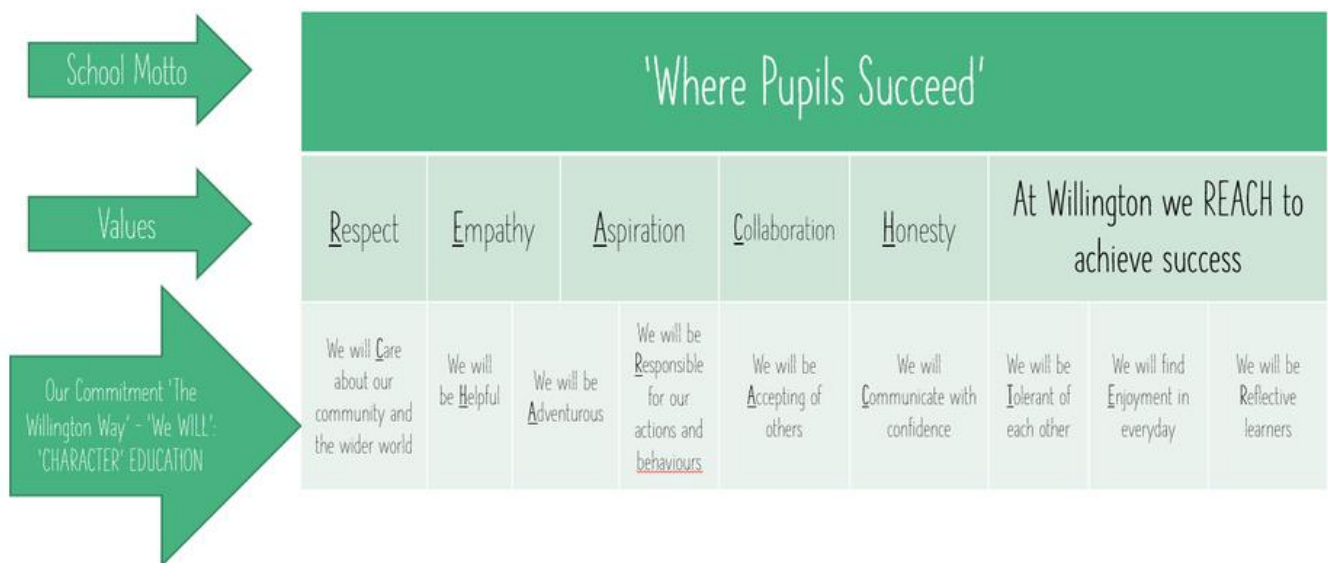 School Motto
'Where Pupils Succeed'
Values
Respect
Empathy
Aspiration
Collaboration
Honesty
At Willington we REACH to
achieve success
Our Commitment 'The
Willington Way' - 'We WILL':
'CHARACTER' EDUCATION
We will Care
about our
community and
the wider world
We will
be Helpful
We will be
Adventurous
We will be
Responsible
for our
actions and
behaviours
We will be
Accepting of
others
We will
Communicate with
confidence
We will be
Tolerant of
each other
We will find
Enjoyment in
everyday
We will be
Reflective
learners